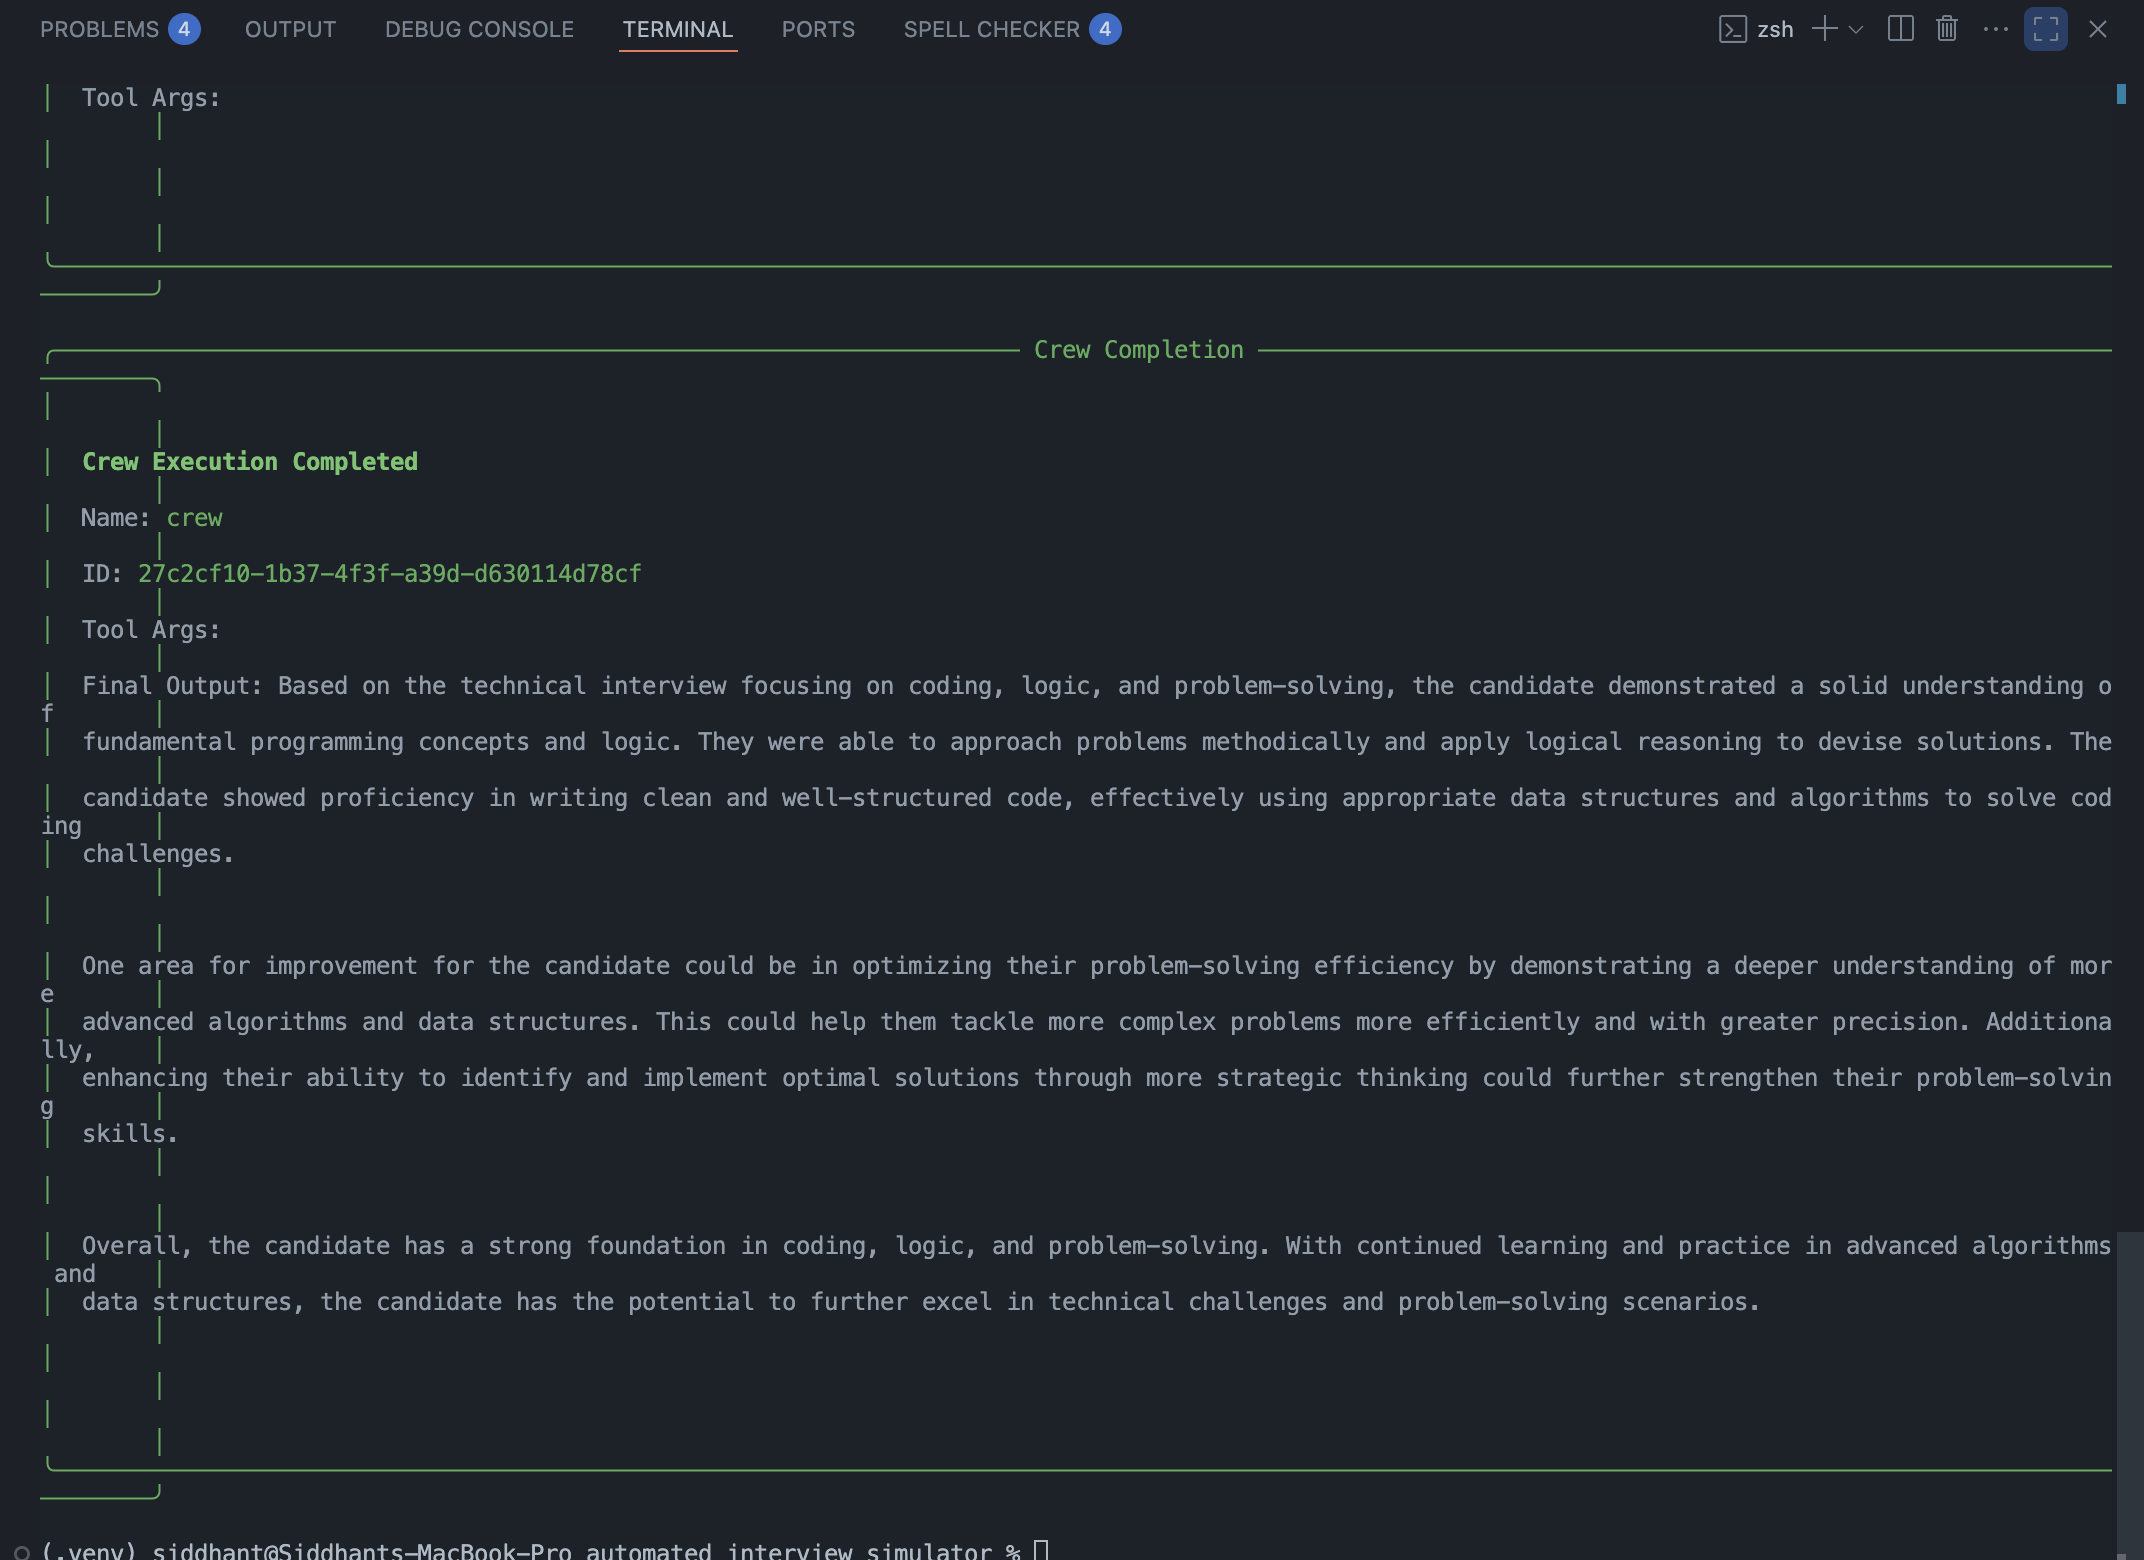 PROBLEMS 4 OUTPUT DEBUG CONSOLE TERMINAL PORTS SPELL CHECKER 4 zsh
Tool Args:
Crew Completion
Crew Execution Completed
Name: crew
ID: 27c2cf10-1b37-4f3f-a39d-d630114d78cf
Tool Args:
Final Output: Based on the technical interview focusing on coding, logic, and problem-solving, the candidate demonstrated a solid understanding o
f
fundamental programming concepts and logic. They were able to approach problems methodically and apply logical reasoning to devise solutions. The
candidate showed proficiency in writing clean and well-structured code, effectively using appropriate data structures and algorithms to solve cod
ing
challenges.
One area for improvement for the candidate could be in optimizing their problem-solving efficiency by demonstrating a deeper understanding of mor
e
advanced algorithms and data structures. This could help them tackle more complex problems more efficiently and with greater precision. Additiona
lly,
enhancing their ability to identify and implement optimal solutions through more strategic thinking could further strengthen their problem-solvin
g
skills.
Overall, the candidate has a strong foundation in coding, logic, and problem-solving. With continued learning and practice in advanced algorithms
and
data structures, the candidate has the potential to further excel in technical challenges and problem-solving scenarios.
(.venv) siddhant@Siddhants-MacBook-Pro automated_interview_simulator %